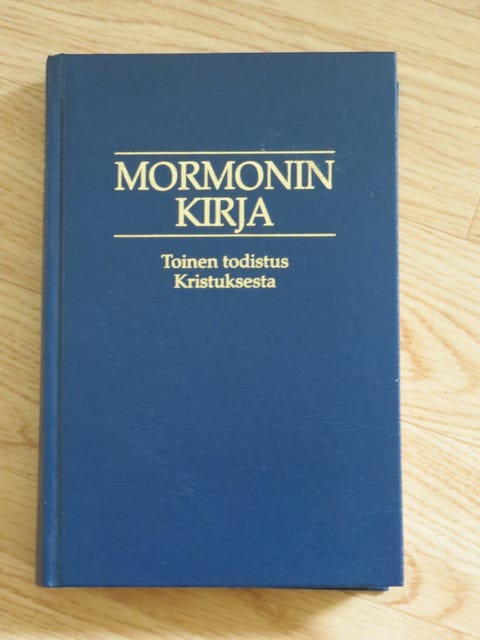 MORMONIN
KIRJA
Toinen todistus
Kristuksesta